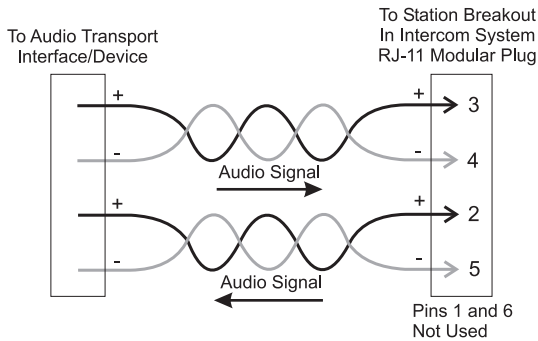 To Audio Transport
Interface/Device
To Station Breakout
In Intercom System
RJ-11 Modular Plug
+
+
3
-
-
4
Audio Signal
+
+
2
-
-
5
Audio Signal
Pins 1 and 6
Not Used